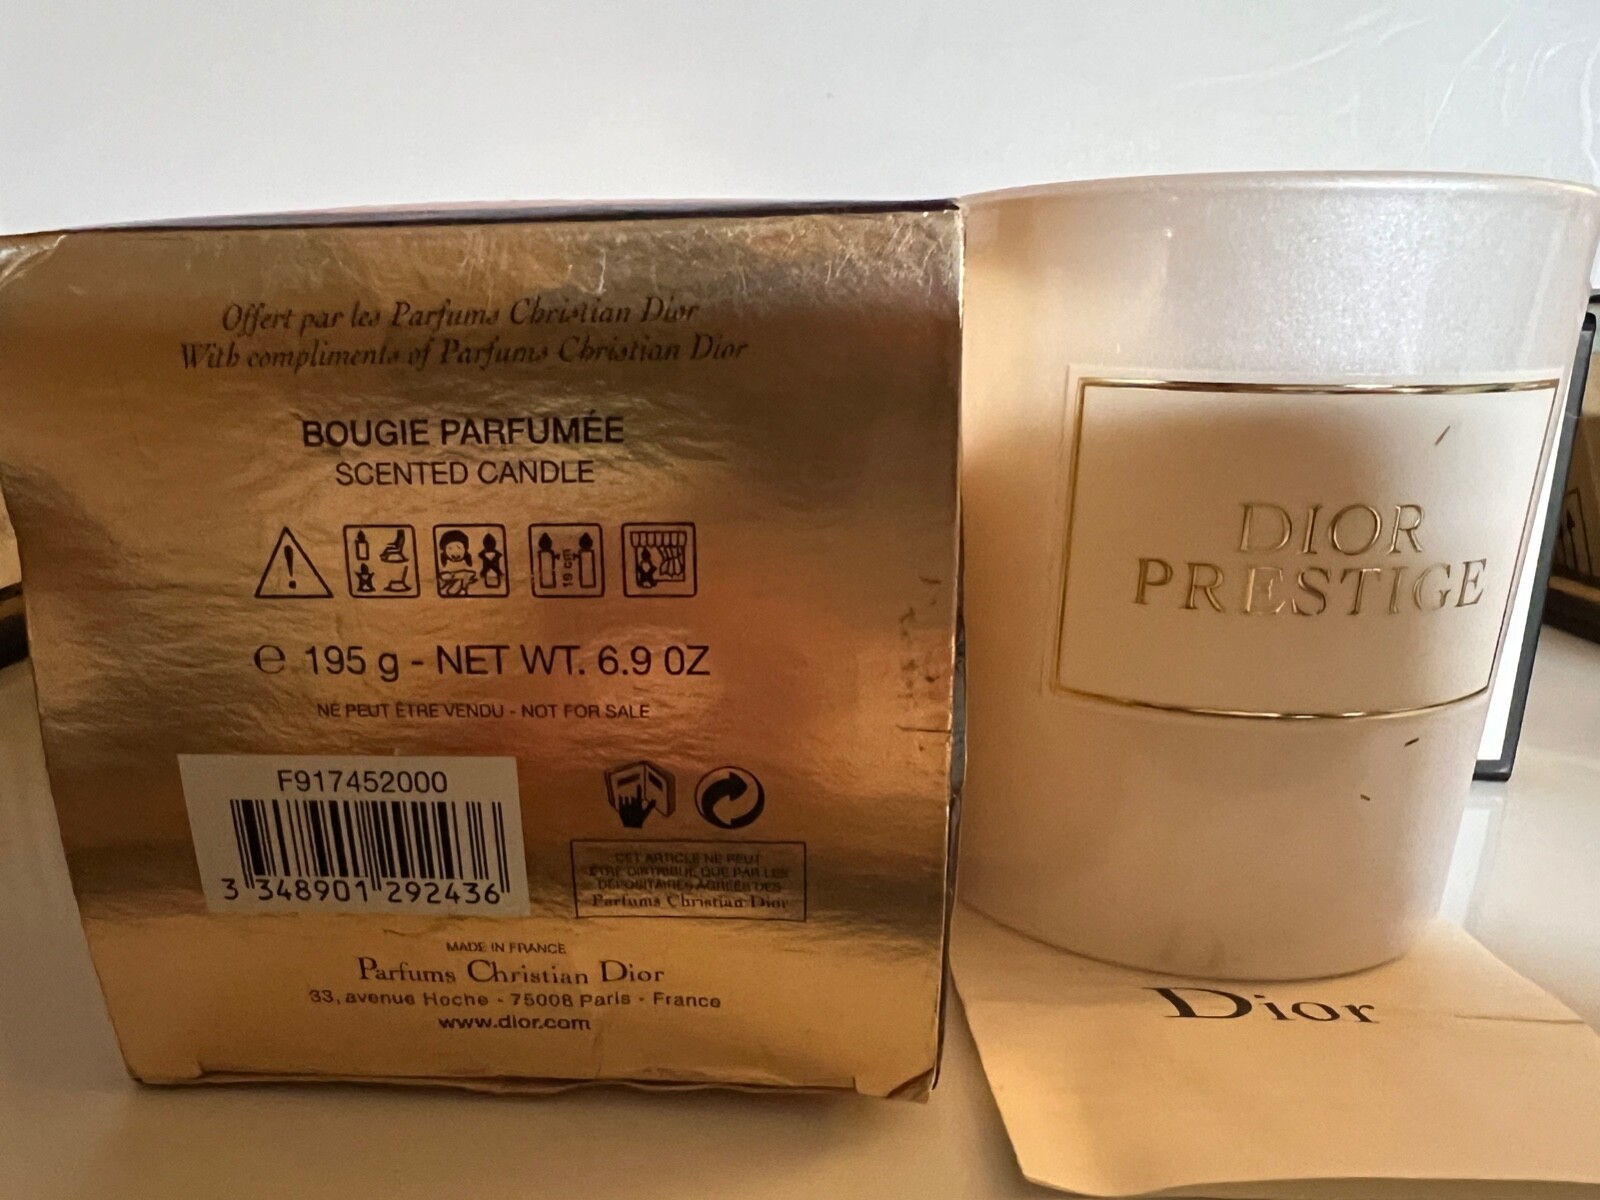 Offert par les Parfums Christian Dior
With compliments of Parfums Christian Dior
BOUGIE PARFUMÉE
SCENTED CANDLE
19 cm
e 195 g - NET WT. 6.9 OZ
NE PEUT ÊTRE VENDU - NOT FOR SALE
F917452000
3 348901 292436
CET ARTICLE NE PEUT
ÊTRE DISTRIBUÉ QUE PAR LES
DÉPOSITAIRES AGRÉÉS DES
Parfums Christian Dior
MADE IN FRANCE
Parfums Christian Dior
33, avenue Hoche - 75008 Paris - France
www.dior.com
DIOR
PRESTIGE
Dior